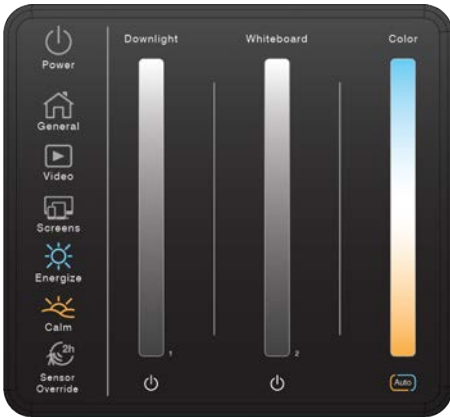 Power
General
Video
Screens
Energize
Calm
2h
Sensor
Override
Downlight
1
Whiteboard
2
Color
Auto